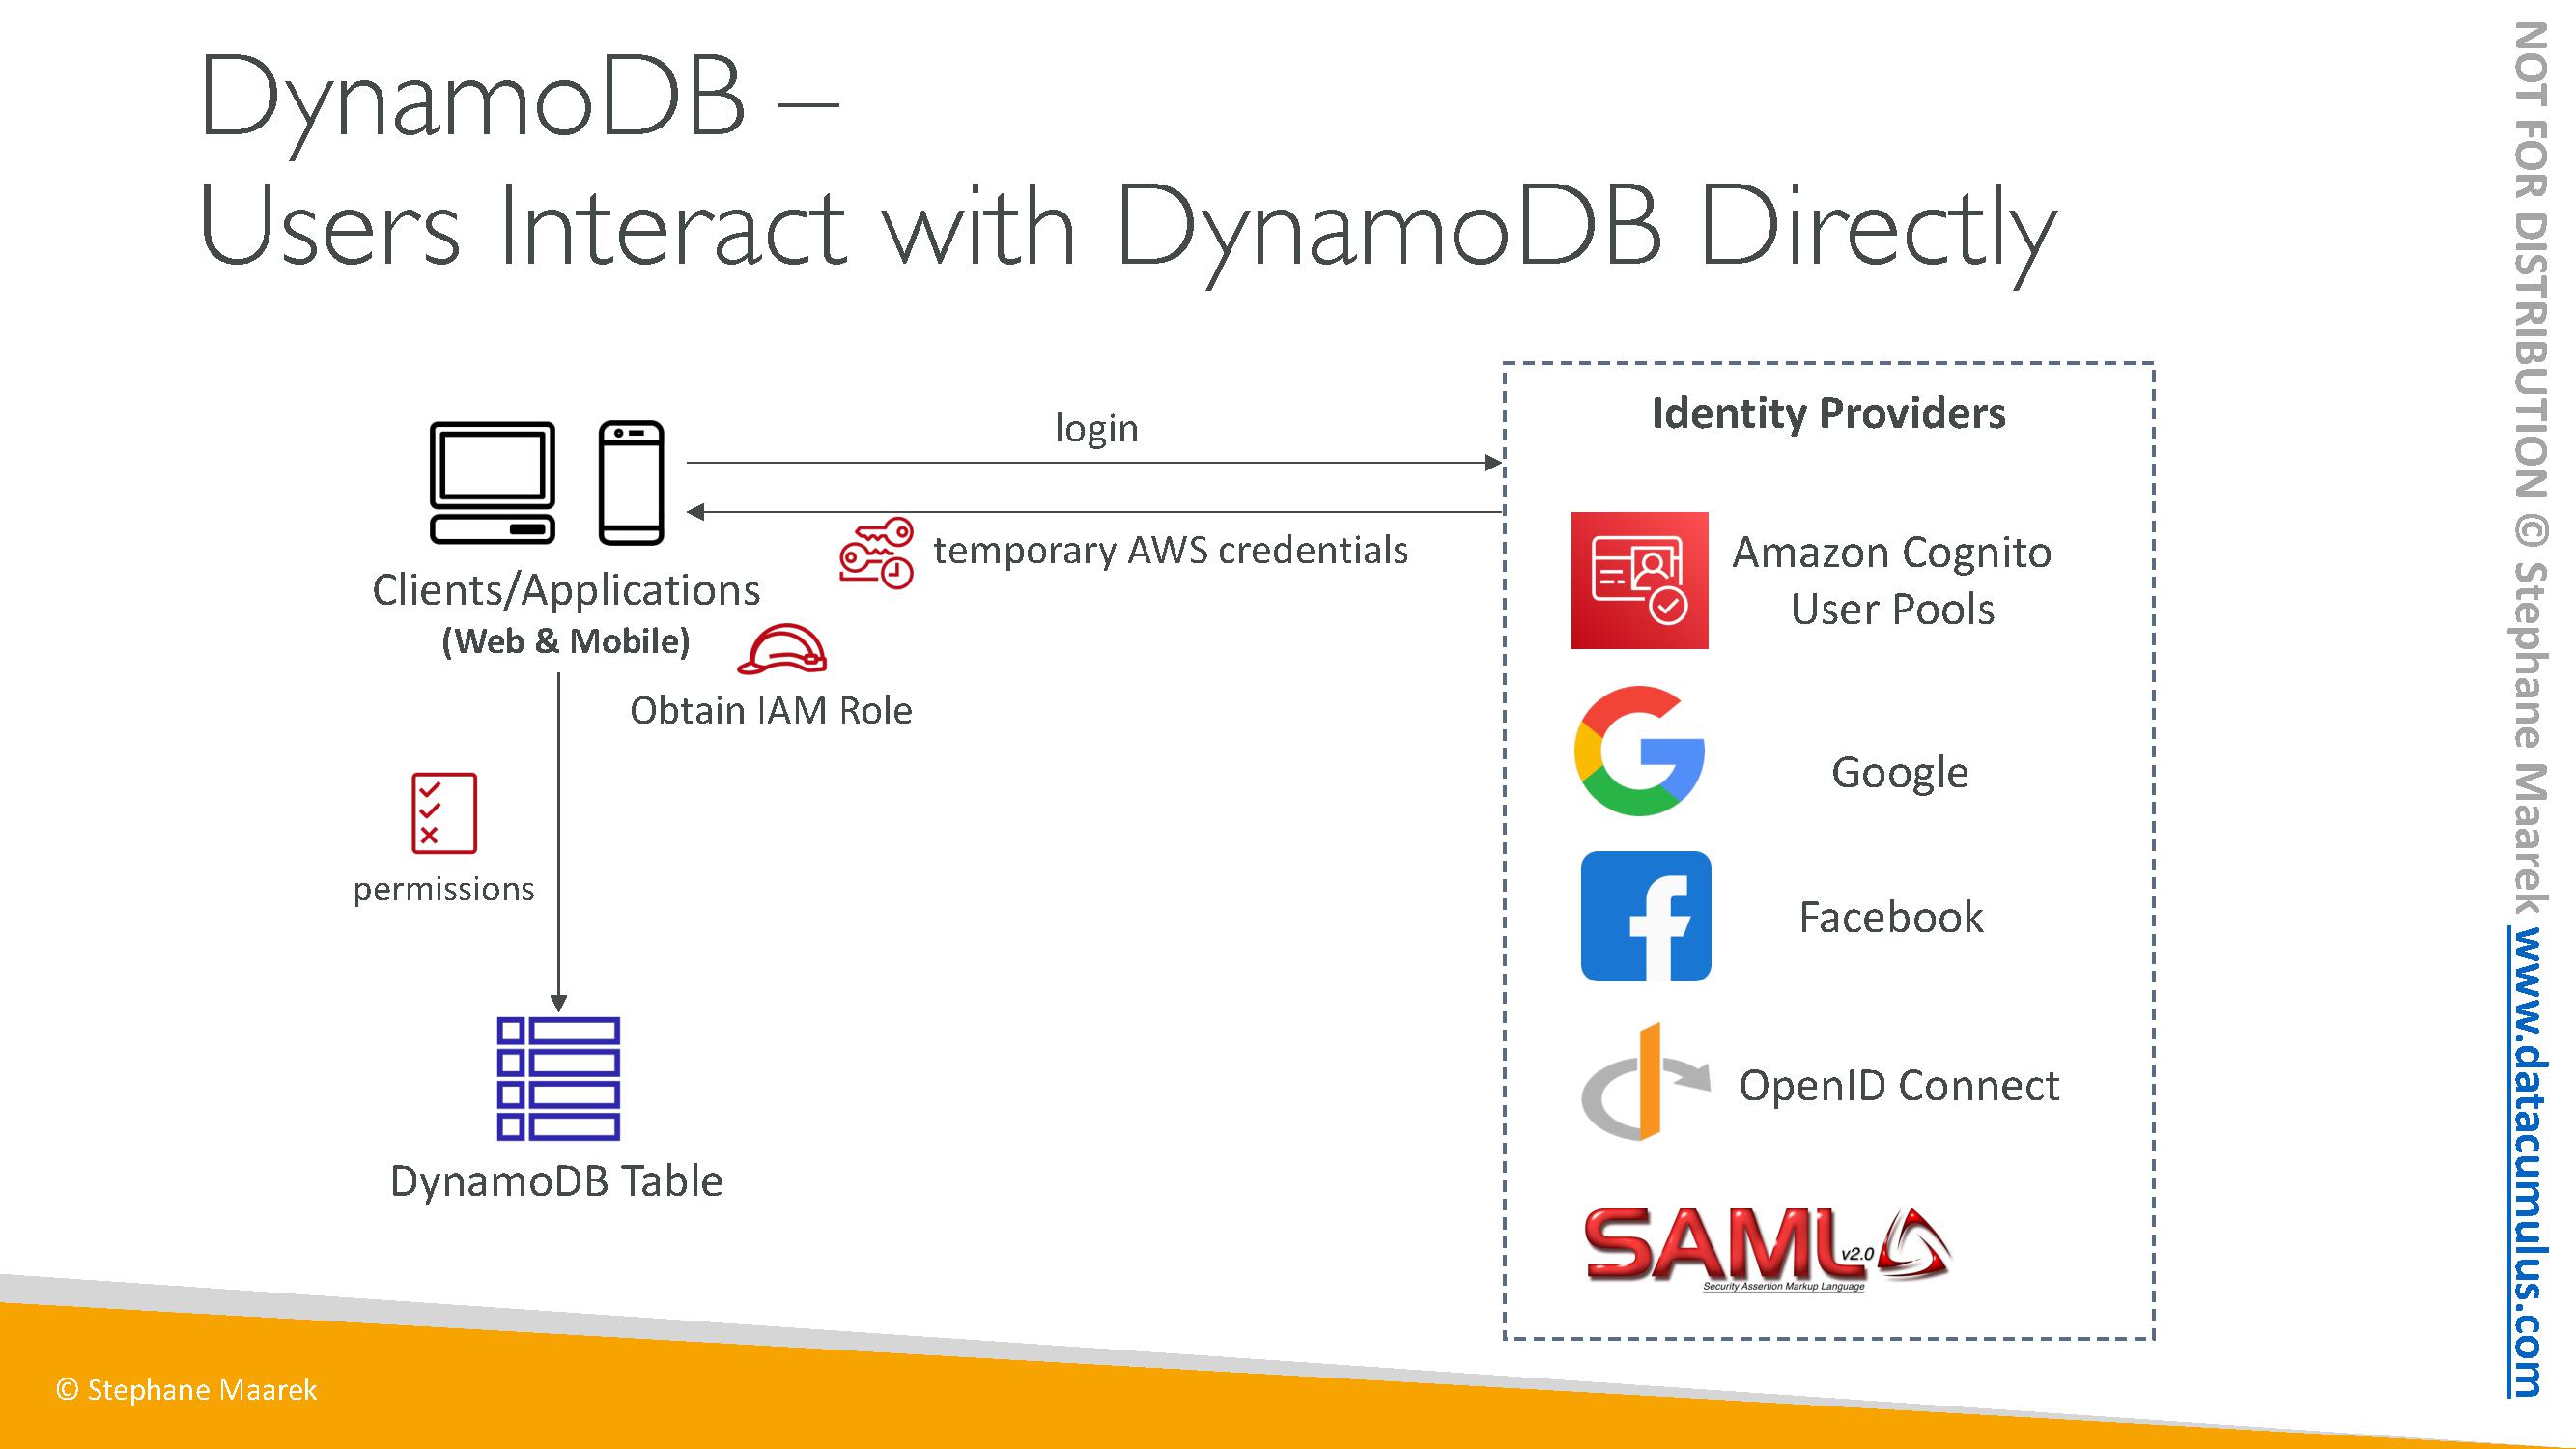 DynamoDB –
Users Interact with DynamoDB Directly
login
temporary AWS credentials
Clients/Applications
(Web & Mobile)
Obtain IAM Role
permissions
DynamoDB Table
Identity Providers
Amazon Cognito
User Pools
Google
Facebook
OpenID Connect
SAML v2.0
Security Assertion Markup Language
© Stephane Maarek
NOT FOR DISTRIBUTION © Stephane Maarek www.datacumulus.com